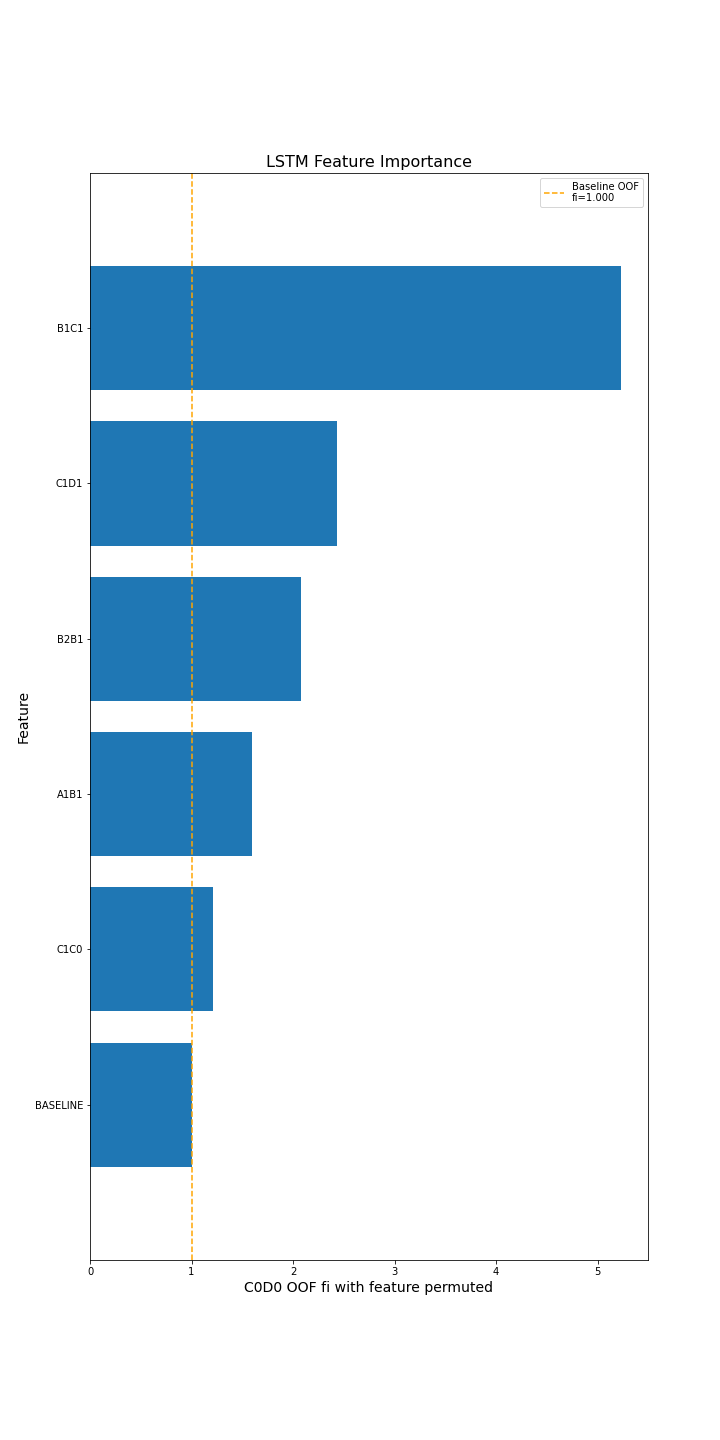 LSTM Feature Importance
Baseline OOF
fi=1.000
B1C1
C1D1
B2B1
A1B1
C1C0
BASELINE
Feature
0 1 2 3 4 5
C0D0 OOF fi with feature permuted